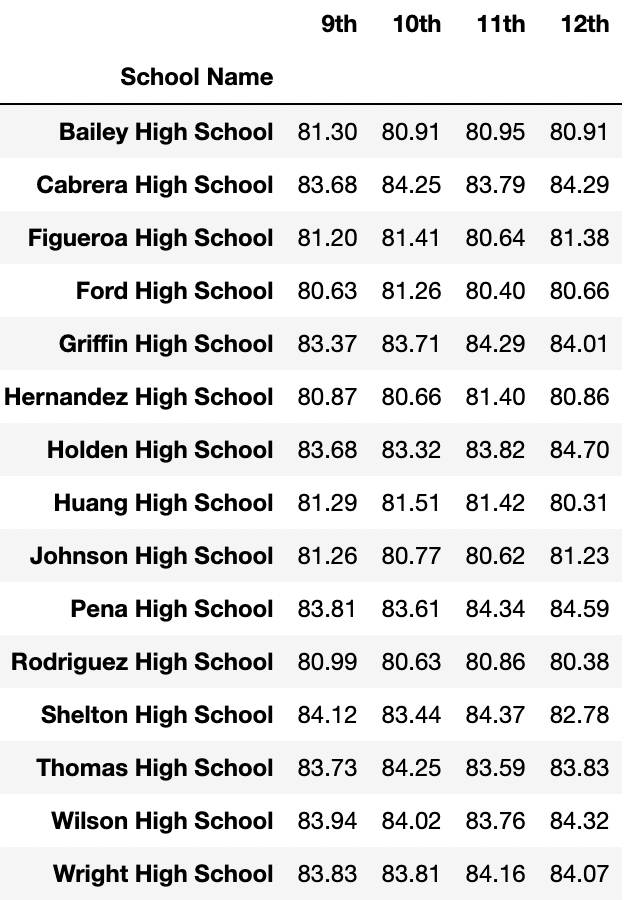 9th 10th 11th 12th
School Name
Bailey High School 81.30 80.91 80.95 80.91
Cabrera High School 83.68 84.25 83.79 84.29
Figueroa High School 81.20 81.41 80.64 81.38
Ford High School 80.63 81.26 80.40 80.66
Griffin High School 83.37 83.71 84.29 84.01
Hernandez High School 80.87 80.66 81.40 80.86
Holden High School 83.68 83.32 83.82 84.70
Huang High School 81.29 81.51 81.42 80.31
Johnson High School 81.26 80.77 80.62 81.23
Pena High School 83.81 83.61 84.34 84.59
Rodriguez High School 80.99 80.63 80.86 80.38
Shelton High School 84.12 83.44 84.37 82.78
Thomas High School 83.73 84.25 83.59 83.83
Wilson High School 83.94 84.02 83.76 84.32
Wright High School 83.83 83.81 84.16 84.07